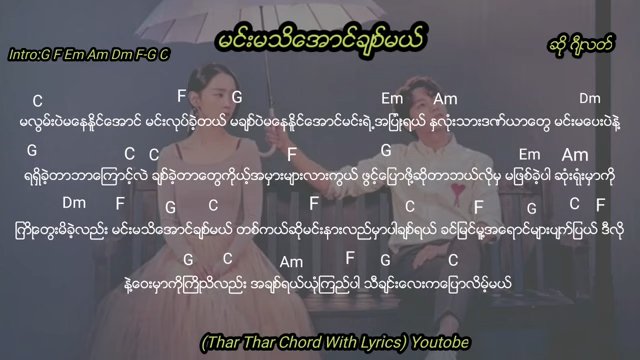 မင်းမသိအောင်ချစ်မယ်
Intro:G F Em Am Dm F-G C
ဆို ဂျီလတ်
C F G Em Am Dm
မလွမ်းပဲမနေနိုင်အောင် မင်းလုပ်ခဲ့တယ် မချစ်ပဲမနေနိုင်အောင်မင်းရဲ့အပြုံးရယ် နှလုံးသားဒဏ်ယာတွေ မင်းမပေးပဲနဲ့
G C C F G Em Am
ရရှိခဲ့တာဘာကြောင့်လဲ ချစ်ခဲ့တာတွေကိုယ့်အမှားများလားကွယ် ဖွင့်ပြောဖို့ဆိုတာဘယ်လိုမှ မဖြစ်ခဲ့ပါ ဆုံးရှုံးမှာကို
Dm F G C F C F G C F
ကြိုတွေးမိခဲ့လည်း မင်းမသိအောင်ချစ်မယ် တစ်ကယ်ဆိုမင်းနားလည်မှာပါချစ်ရယ် ခင်မြင်မှု့အရောင်များပျက်ပြယ် ဒီလို
G C Am F G C
နဲ့ဝေးမှာကိုကြိုသိလည်း အချစ်ရယ်ယုံကြည်ပါ သီချင်းလေးကပြောလိမ့်မယ်
(Thar Thar Chord With Lyrics) Youtobe